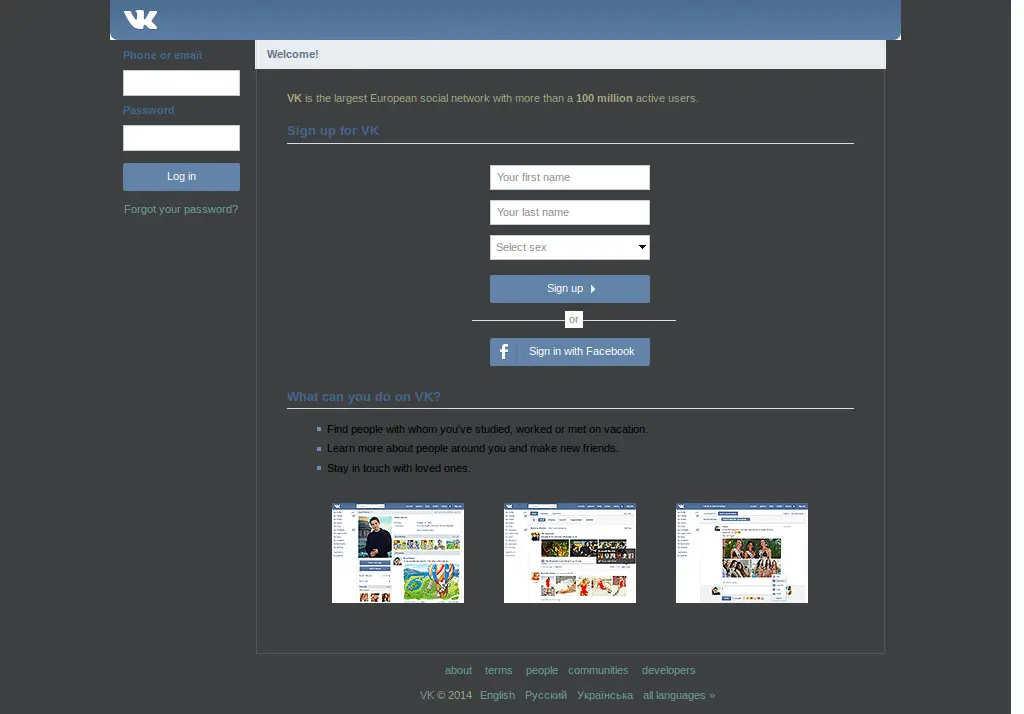 Phone or email
Password
Log in
Forgot your password?
Welcome!
VK is the largest European social network with more than a 100 million active users.
Sign up for VK
Your first name
Your last name
Select sex
Sign up
or
Sign in with Facebook
What can you do on VK?
Find people with whom you've studied, worked or met on vacation.
Learn more about people around you and make new friends.
Stay in touch with loved ones.
about terms people communities developers
VK © 2014 English Русский Українська all languages »